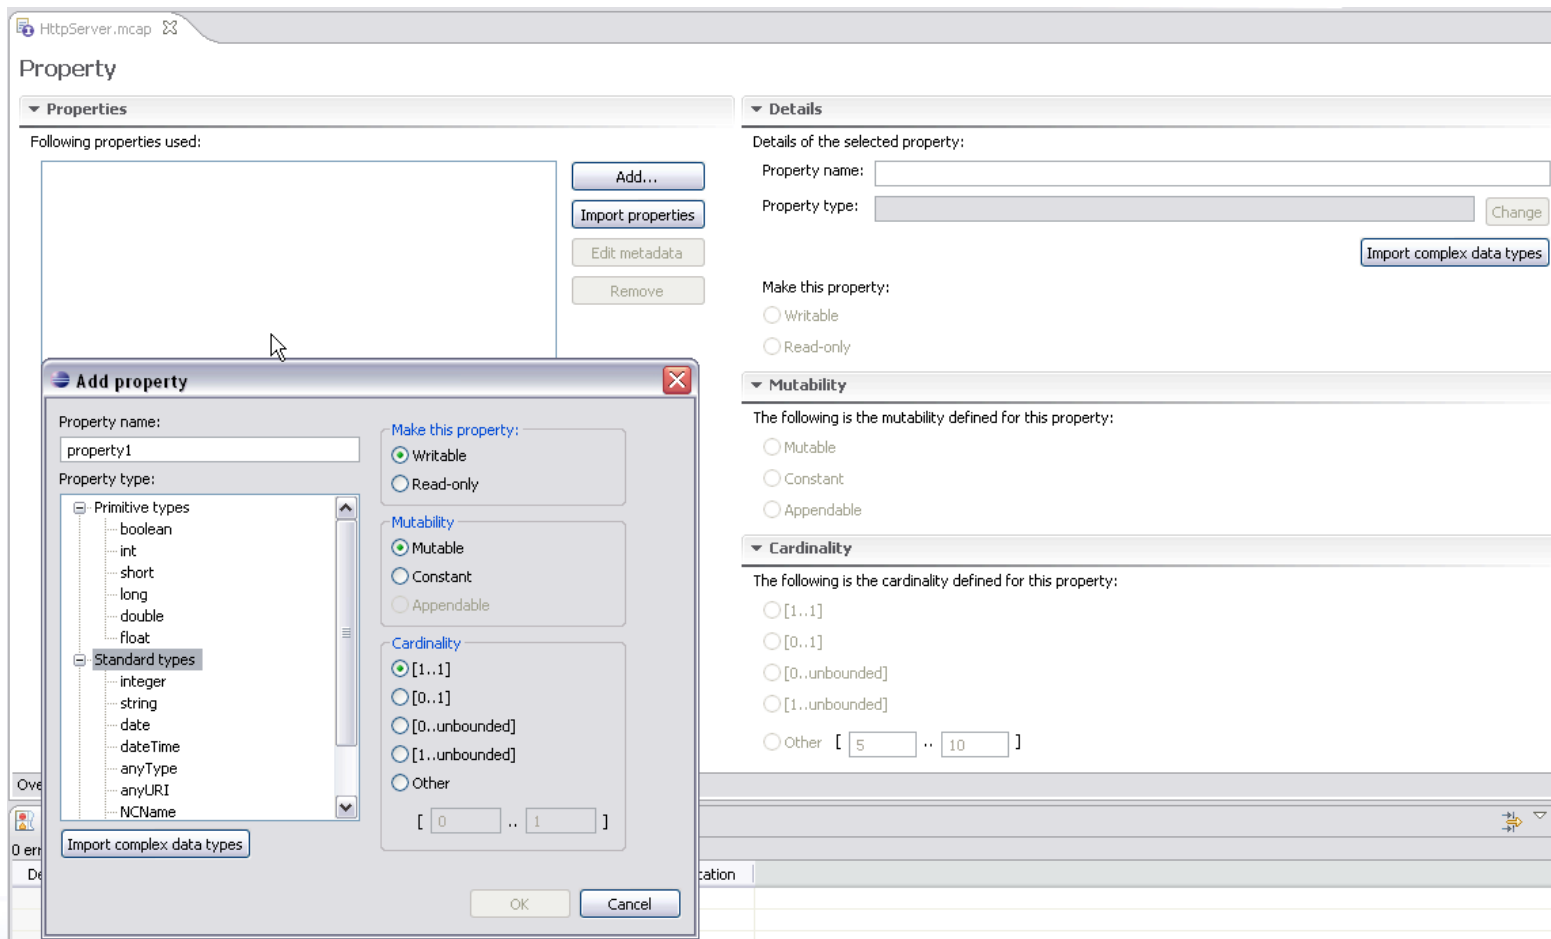 HttpServer.mcap
Property
Properties
Following properties used:
Add...
Import properties
Edit metadata
Remove
Details
Details of the selected property:
Property name:
Property type:
Change
Import complex data types
Make this property:
Writable
Read-only
Mutability
The following is the mutability defined for this property:
Mutable
Constant
Appendable
Cardinality
The following is the cardinality defined for this property:
[1..1]
[0..1]
[0..unbounded]
[1..unbounded]
Other [ 5 .. 10 ]
Add property
Property name:
property1
Property type:
Primitive types
boolean
int
short
long
double
float
Standard types
integer
string
date
dateTime
anyType
anyURI
NCName
Import complex data types
Make this property:
Writable
Read-only
Mutability
Mutable
Constant
Appendable
Cardinality
[1..1]
[0..1]
[0..unbounded]
[1..unbounded]
Other
[ 0 .. 1 ]
OK
Cancel
Ove
0 err
De
cation